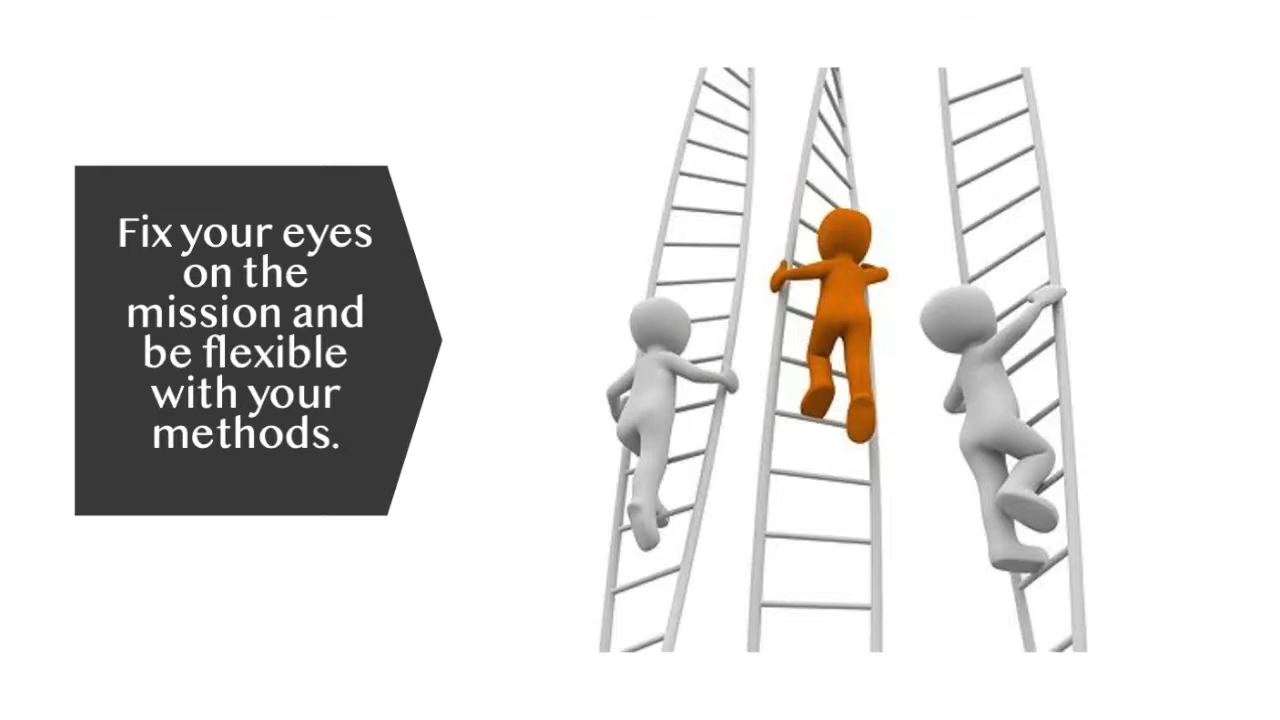 Fix your eyes
on the
mission and
be flexible
with your
methods.